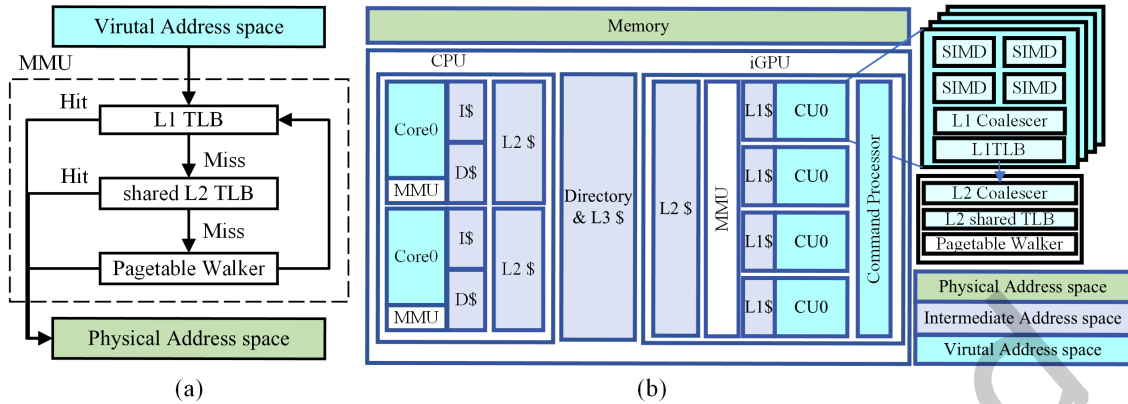 Virutal Address space
MMU
Hit
L1 TLB
Miss
Hit
shared L2 TLB
Miss
Pagetable Walker
Physical Address space
(a)
Memory
CPU
iGPU
Core0
I$
D$
L2 $
MMU
Core0
I$
D$
L2 $
MMU
Directory
& L3 $
L2 $
MMU
L1$
CU0
L1$
CU0
L1$
CU0
L1$
CU0
Command Processor
SIMD
SIMD
SIMD
SIMD
L1 Coalescer
L1TLB
L2 Coalescer
L2 shared TLB
Pagetable Walker
Physical Address space
Intermediate Address space
Virutal Address space
(b)